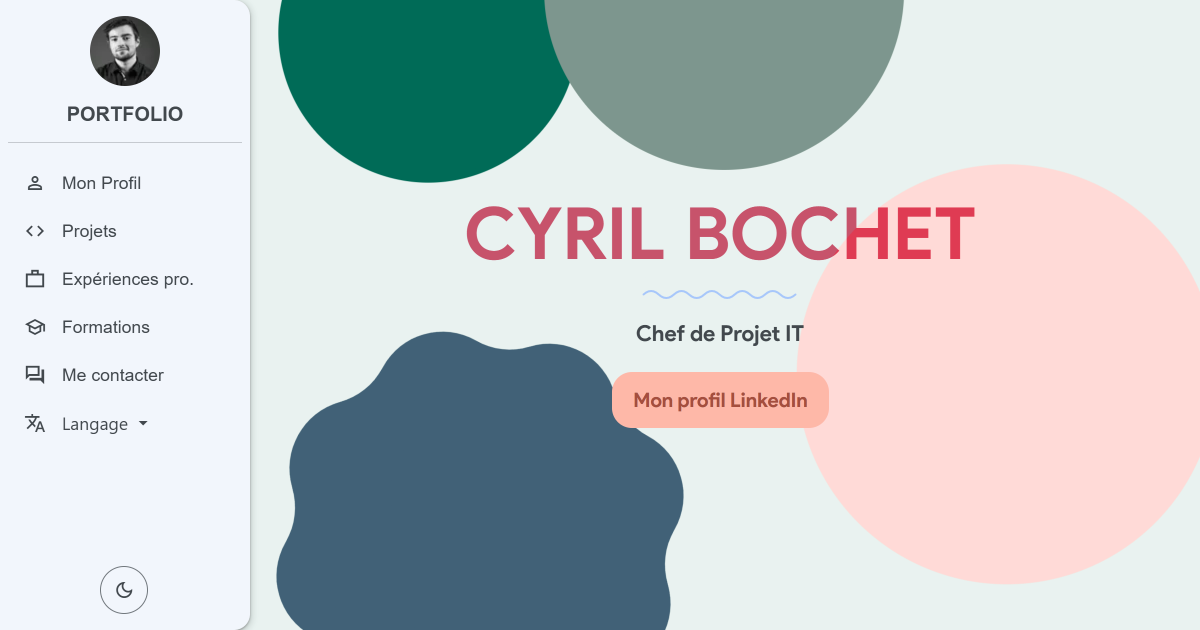 PORTFOLIO
Mon Profil
Projets
Expériences pro.
Formations
Me contacter
Langage
CYRIL BOCHET
Chef de Projet IT
Mon profil LinkedIn